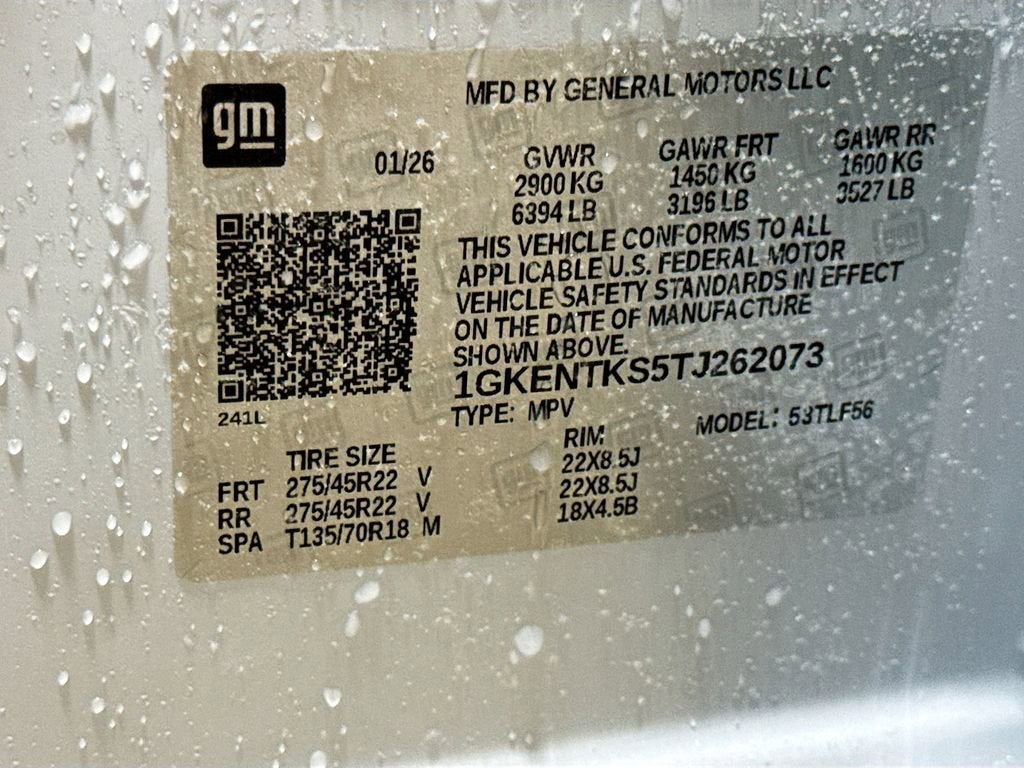 gm
MFD BY GENERAL MOTORS LLC
01/26
GVWR GAWR FRT GAWR RR
2900 KG 1450 KG 1600 KG
6394 LB 3196 LB 3527 LB
THIS VEHICLE CONFORMS TO ALL
APPLICABLE U.S. FEDERAL MOTOR
VEHICLE SAFETY STANDARDS IN EFFECT
ON THE DATE OF MANUFACTURE
SHOWN ABOVE.
1GKENTKS5TJ262073
241L
TYPE: MPV MODEL: 53TLF56
TIRE SIZE RIM
FRT 275/45R22 V 22X8.5J
RR 275/45R22 V 22X8.5J
SPA T135/70R18 M 18X4.5B